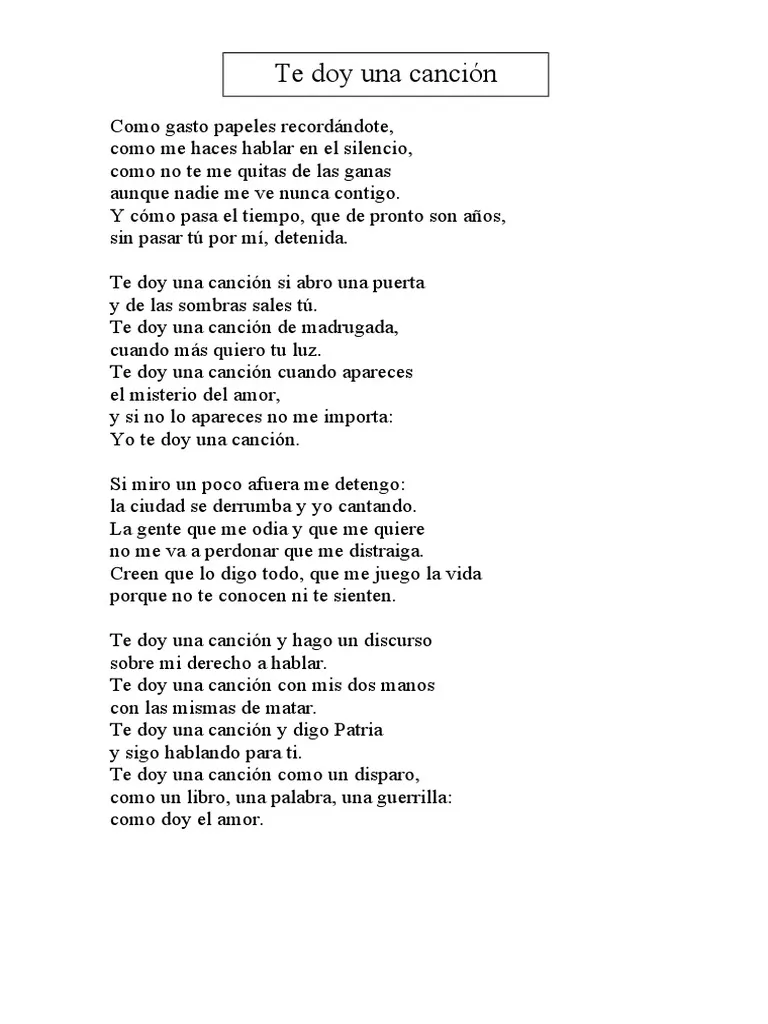 Te doy una canción
Como gasto papeles recordándote,
como me haces hablar en el silencio,
como no te me quitas de las ganas
aunque nadie me ve nunca contigo.
Y cómo pasa el tiempo, que de pronto son años,
sin pasar tú por mí, detenida.
Te doy una canción si abro una puerta
y de las sombras sales tú.
Te doy una canción de madrugada,
cuando más quiero tu luz.
Te doy una canción cuando apareces
el misterio del amor,
y si no lo apareces no me importa:
Yo te doy una canción.
Si miro un poco afuera me detengo:
la ciudad se derrumba y yo cantando.
La gente que me odia y que me quiere
no me va a perdonar que me distraiga.
Creen que lo digo todo, que me juego la vida
porque no te conocen ni te sienten.
Te doy una canción y hago un discurso
sobre mi derecho a hablar.
Te doy una canción con mis dos manos
con las mismas de matar.
Te doy una canción y digo Patria
y sigo hablando para ti.
Te doy una canción como un disparo,
como un libro, una palabra, una guerrilla:
como doy el amor.